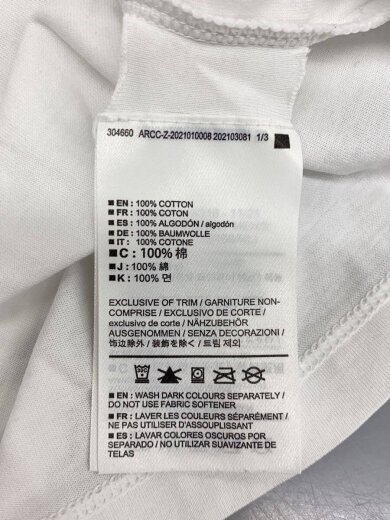 304660 ARCC-Z-2021010008 202103081 1/3
EN : 100% COTTON
FR : 100% COTON
ES : 100% ALGODÓN / algodón
DE : 100% BAUMWOLLE
IT : 100% COTONE
C : 100% 棉
J : 100% 綿
K : 100% 면
EXCLUSIVE OF TRIM / GARNITURE NON-
COMPRISE / EXCLUSIVO DE CORTE /
exclusivo de corte / NÄHZUBEHÖR
AUSGENOMMEN / SENZA DECORAZIONI /
饰边除外 / 装飾を除く / 트림 제외
EN : WASH DARK COLOURS SEPARATELY /
DO NOT USE FABRIC SOFTENER
FR : LAVER LES COULEURS SÉPARÉMENT /
NE PAS UTILISER D'ASSOUPLISSANT
ES : LAVAR COLORES OSCUROS POR
SEPARADO / NO UTILIZAR SUAVIZANTE DE
TELAS